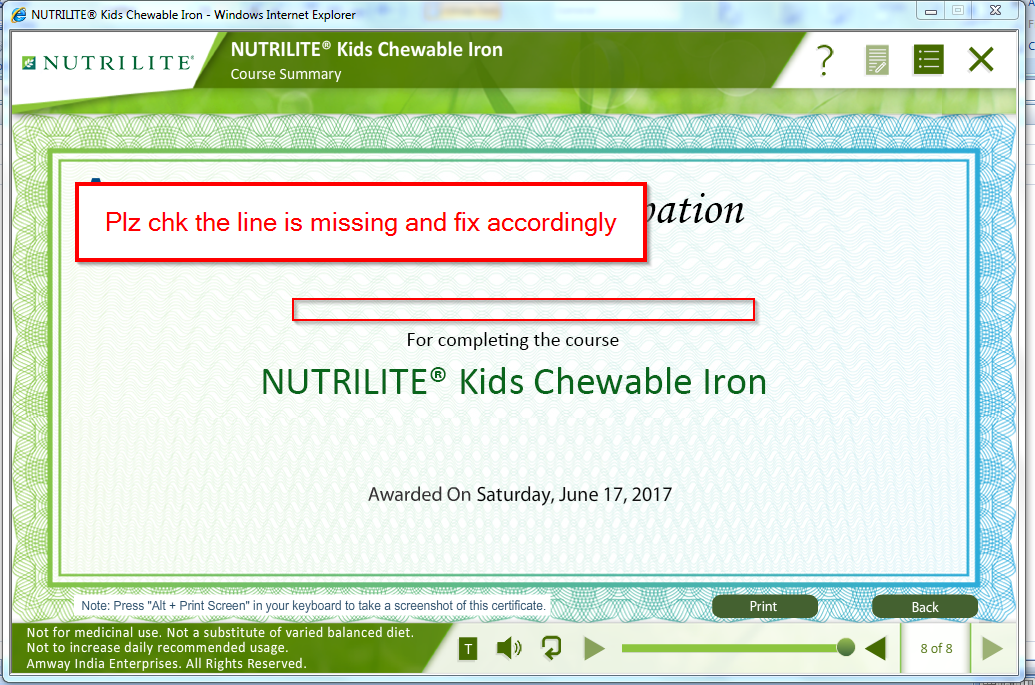 NUTRILITE® Kids Chewable Iron - Windows Internet Explorer
NUTRILITE®
NUTRILITE® Kids Chewable Iron
Course Summary
?
Plz chk the line is missing and fix accordingly
For completing the course
NUTRILITE® Kids Chewable Iron
Awarded On Saturday, June 17, 2017
Note: Press "Alt + Print Screen" in your keyboard to take a screenshot of this certificate.
Print
Back
Not for medicinal use. Not a substitute of varied balanced diet.
Not to increase daily recommended usage.
Amway India Enterprises. All Rights Reserved.
T
8 of 8